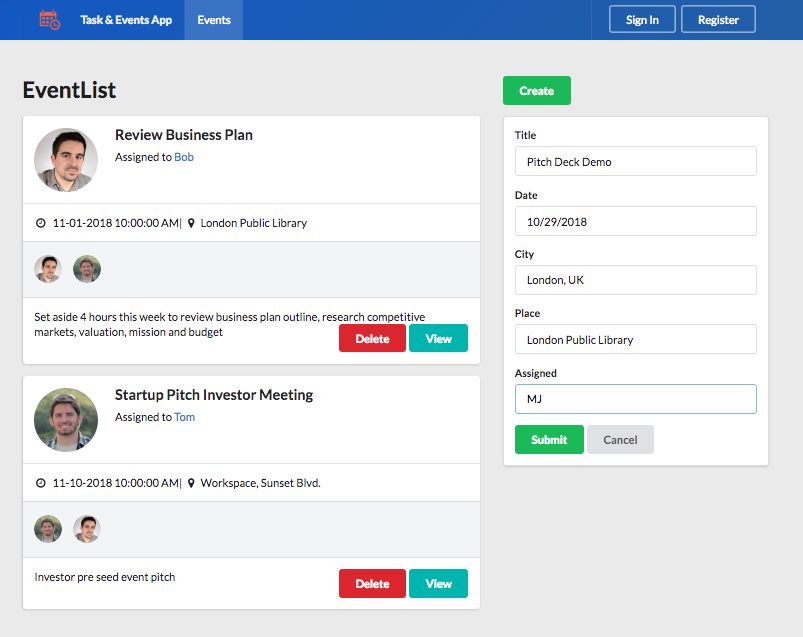 Task & Events App
Events
Sign In
Register
EventList
Review Business Plan
Assigned to Bob
11-01-2018 10:00:00 AM| London Public Library
Set aside 4 hours this week to review business plan outline, research competitive
markets, valuation, mission and budget
Delete
View
Startup Pitch Investor Meeting
Assigned to Tom
11-10-2018 10:00:00 AM| Workspace, Sunset Blvd.
Investor pre seed event pitch
Delete
View
Create
Title
Pitch Deck Demo
Date
10/29/2018
City
London, UK
Place
London Public Library
Assigned
MJ
Submit
Cancel